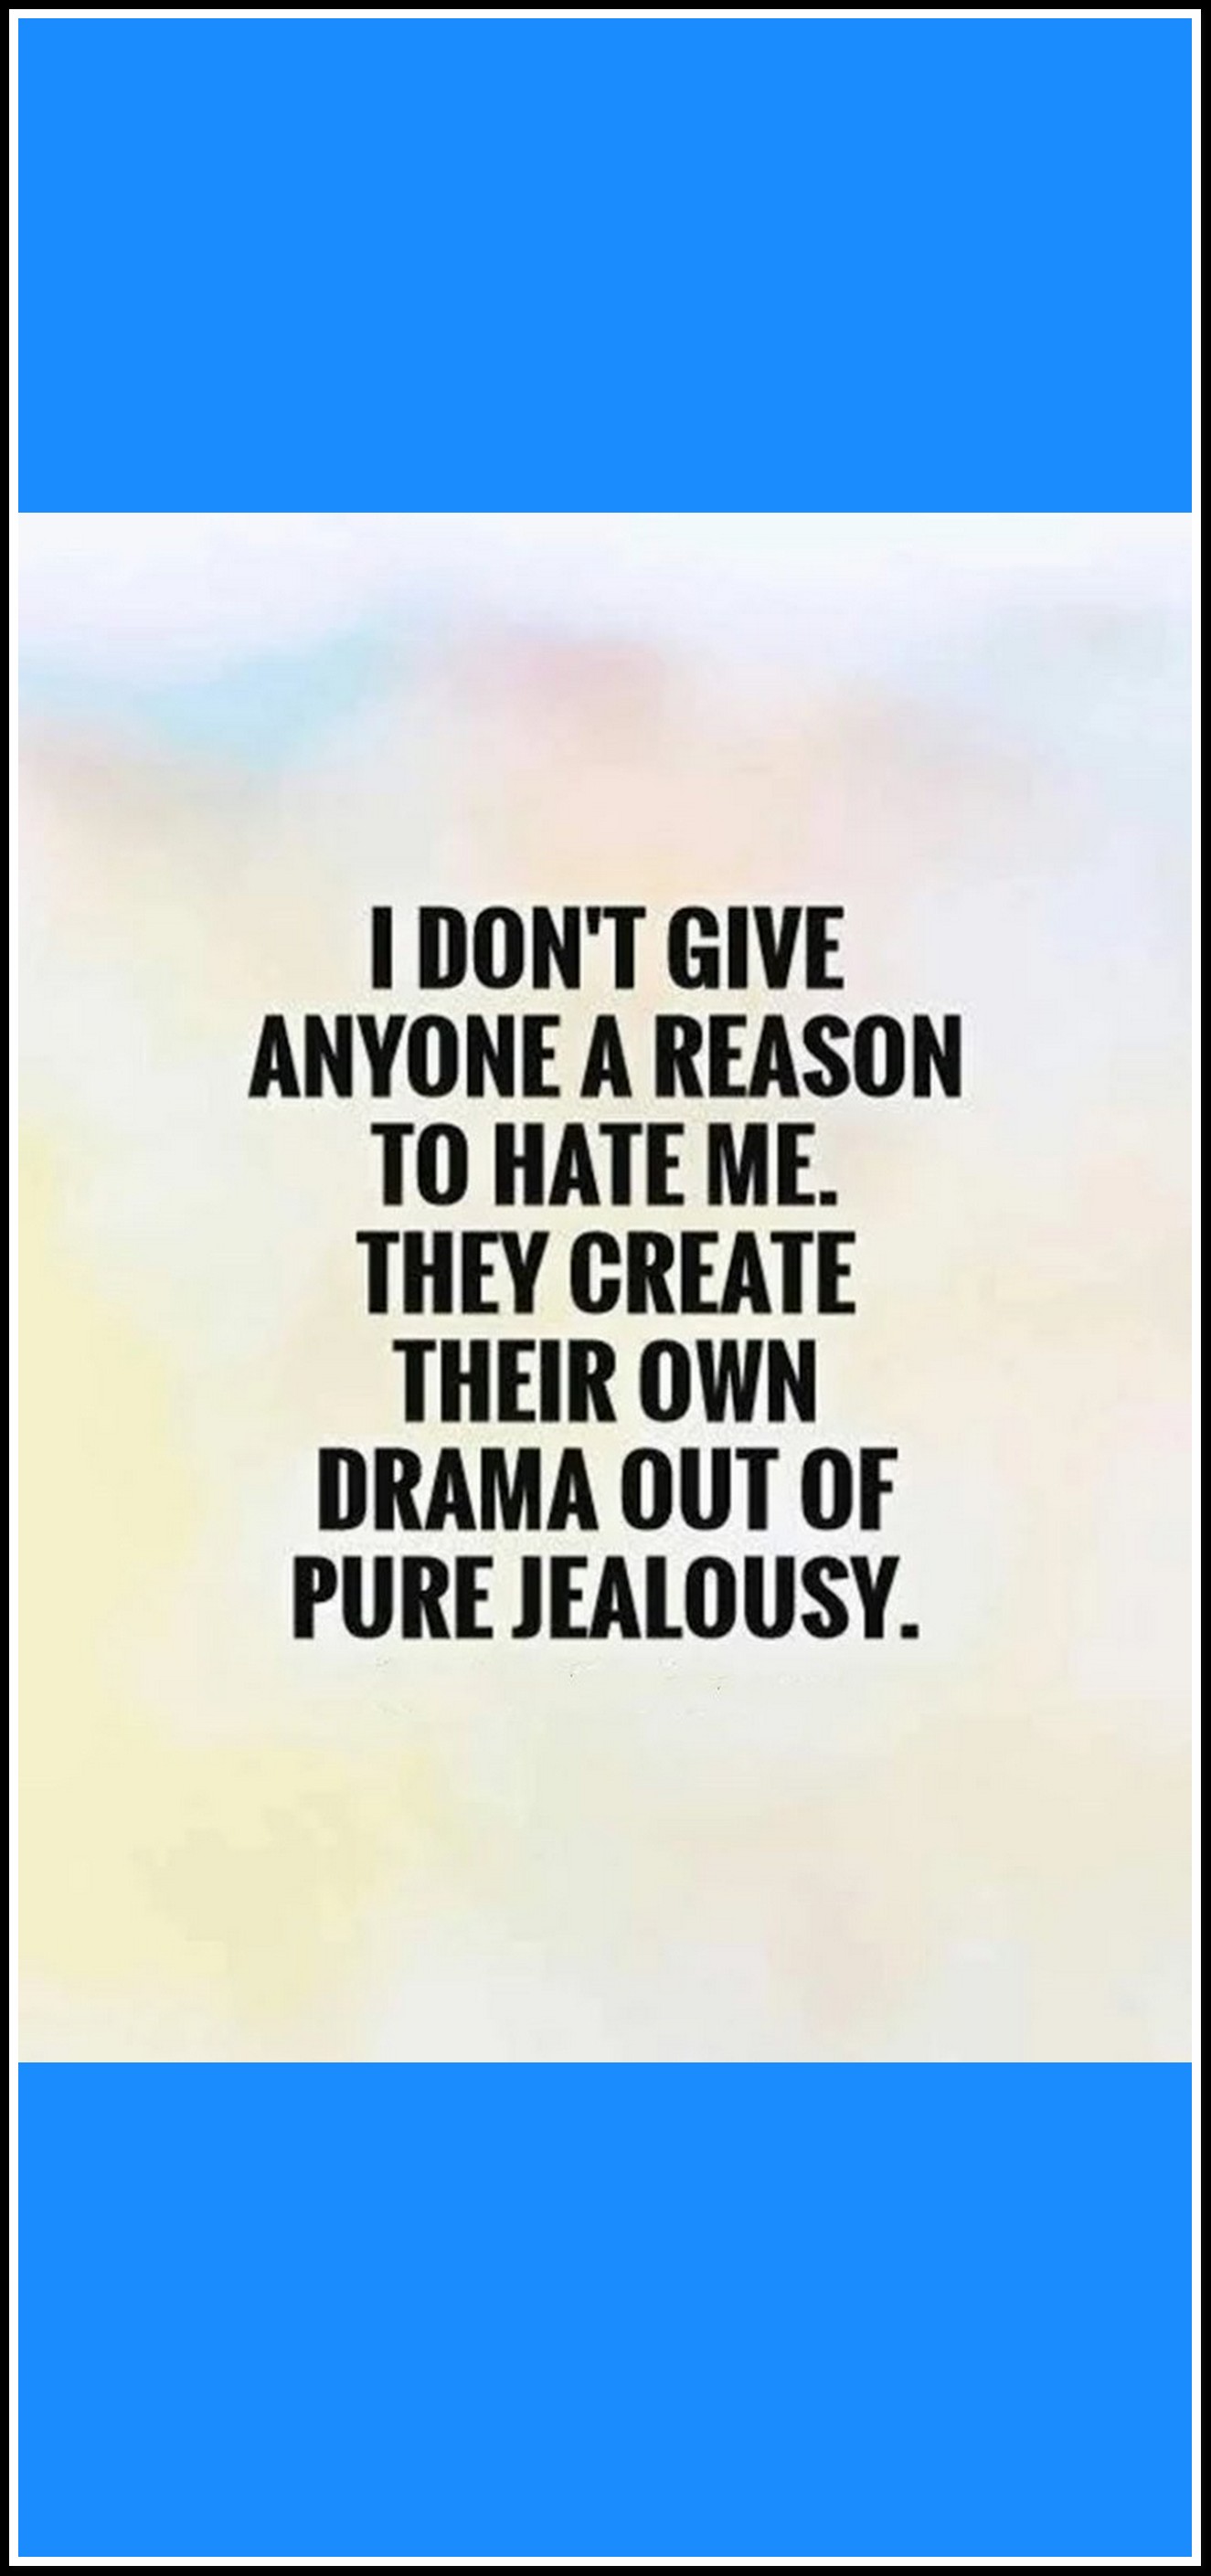 I DON'T GIVE
ANYONE A REASON
TO HATE ME.
THEY CREATE
THEIR OWN
DRAMA OUT OF
PURE JEALOUSY.